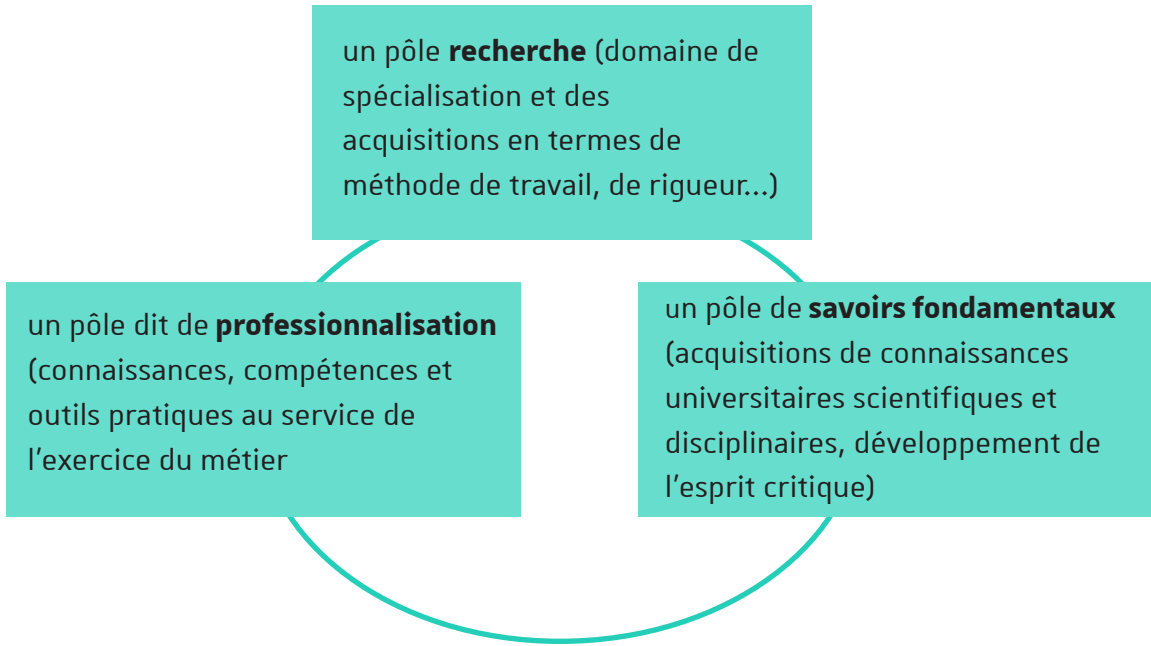 un pôle recherche (domaine de
spécialisation et des
acquisitions en termes de
méthode de travail, de rigueur...)
un pôle dit de professionnalisation
(connaissances, compétences et
outils pratiques au service de
l'exercice du métier
un pôle de savoirs fondamentaux
(acquisitions de connaissances
universitaires scientifiques et
disciplinaires, développement de
l'esprit critique)